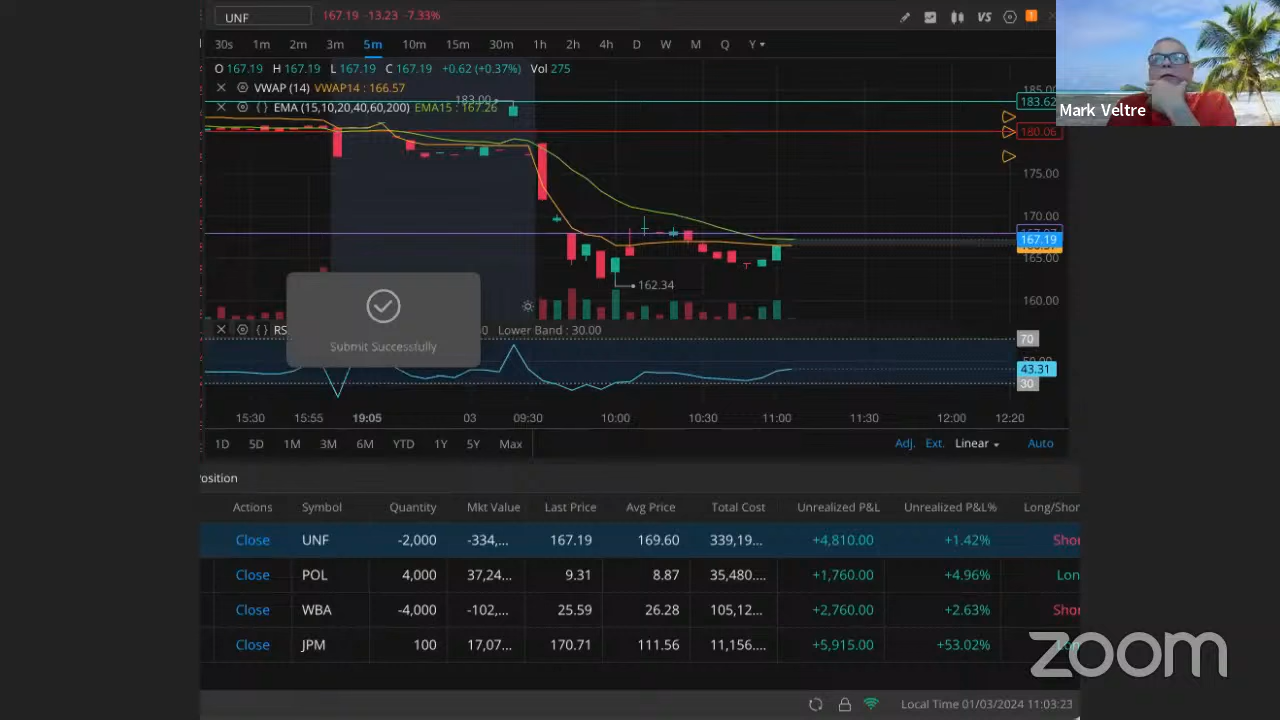 UNF 167.19 -13.23 -7.33% VS
30s 1m 2m 3m 5m 10m 15m 30m 1h 2h 4h D W M Q Y
O 167.19 H 167.19 L 167.19 C 167.19 +0.62 (+0.37%) Vol 275
VWAP (14) VWAP14 : 166.57
EMA (15,10,20,40,60,200) EMA15 : 167.26
183.00
183.62
Mark Veltre
180.06
175.00
170.00
167.19
165.00
162.34
160.00
Submit Successfully
RS Lower Band : 30.00
70
43.31
30
15:30 15:55 19:05 03 09:30 10:00 10:30 11:00 11:30 12:00 12:20
1D 5D 1M 3M 6M YTD 1Y 5Y Max Adj. Ext. Linear Auto
osition
Actions Symbol Quantity Mkt Value Last Price Avg Price Total Cost Unrealized P&L Unrealized P&L% Long/Shor
Close UNF -2,000 -334,... 167.19 169.60 339,19... +4,810.00 +1.42% Sho
Close POL 4,000 37,24... 9.31 8.87 35,480.... +1,760.00 +4.96% Lon
Close WBA -4,000 -102,... 25.59 26.28 105,12... +2,760.00 +2.63% Sho
Close JPM 100 17,07... 170.71 111.56 11,156.... +5,915.00 +53.02%
zoom
Local Time 01/03/2024 11:03:23